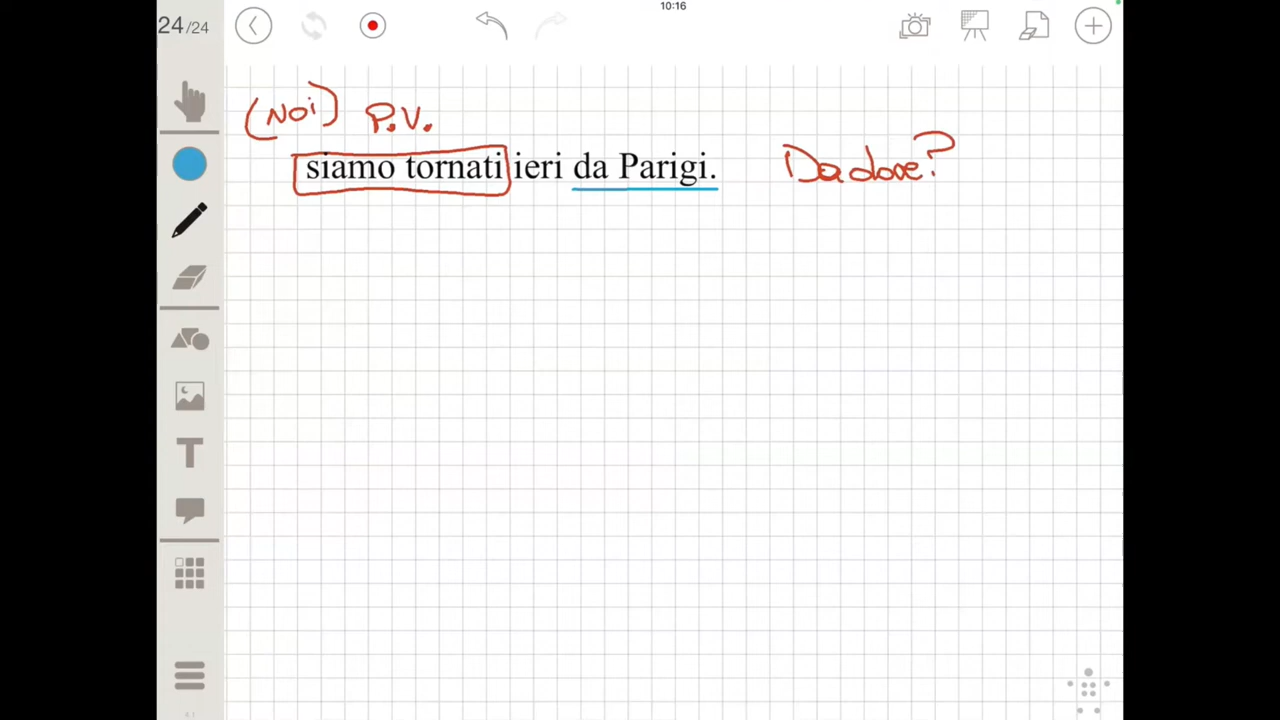 10:16
24/24
(Noi) P.V.
siamo tornati ieri da Parigi. Da dove?
T